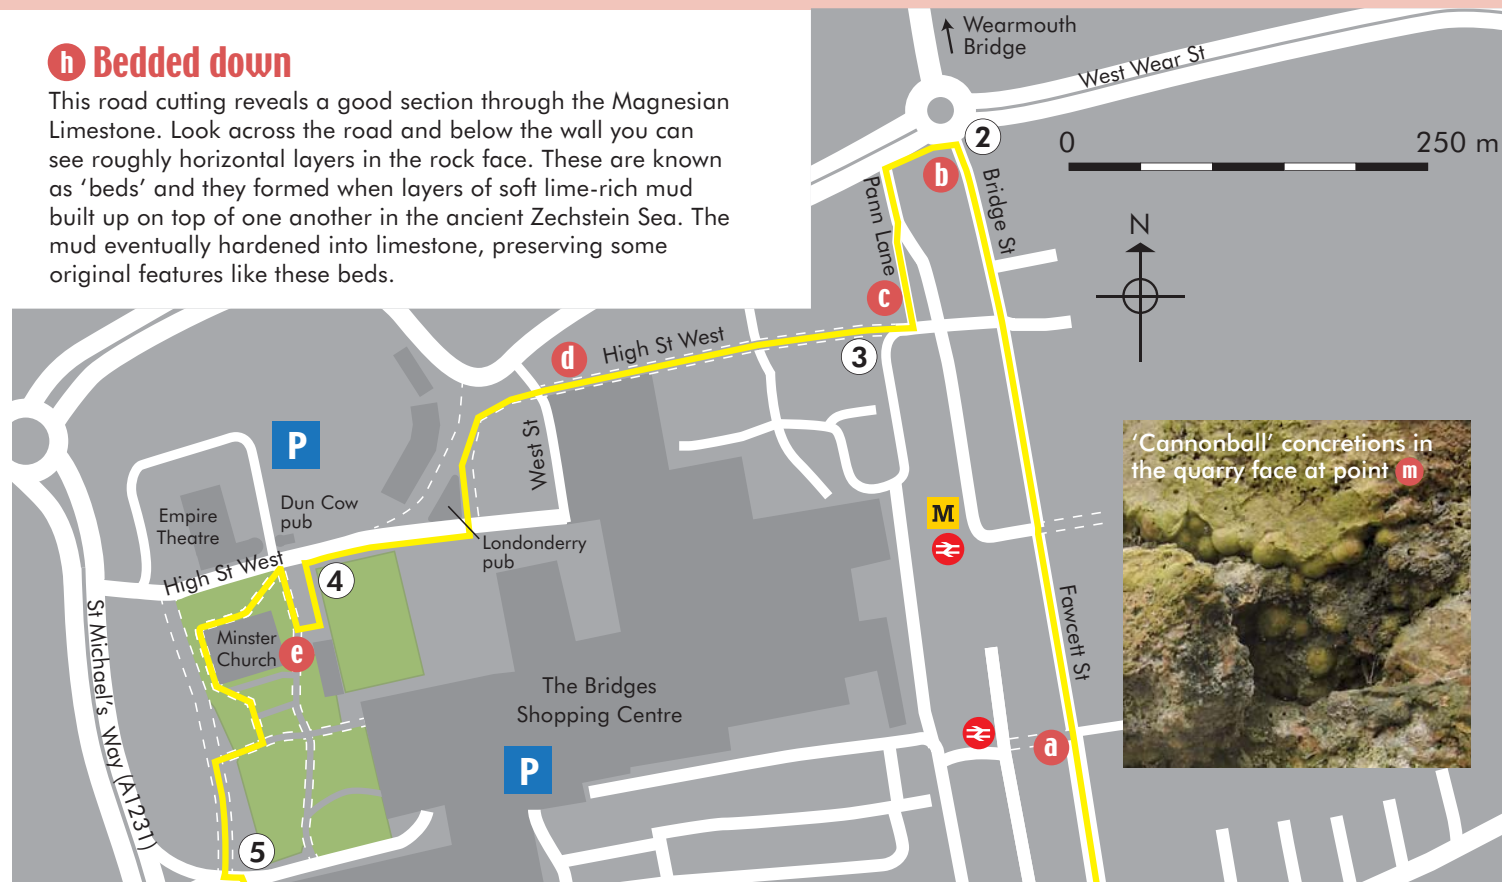 h Bedded down
This road cutting reveals a good section through the Magnesian
Limestone. Look across the road and below the wall you can
see roughly horizontal layers in the rock face. These are known
as ‘beds’ and they formed when layers of soft lime-rich mud
built up on top of one another in the ancient Zechstein Sea. The
mud eventually hardened into limestone, preserving some
original features like these beds.
Wearmouth
Bridge
West Wear St
2
0 250 m
b
Pann Lane
Bridge St
N
c
d
High St West
3
West St
P
Dun Cow
pub
Empire
Theatre
High St West
Londonderry
pub
4
M
‘Cannonball’ concretions in
the quarry face at point m
Minster
Church
e
St Michael’s Way (A1231)
Fawcett St
The Bridges
Shopping Centre
P
a
5